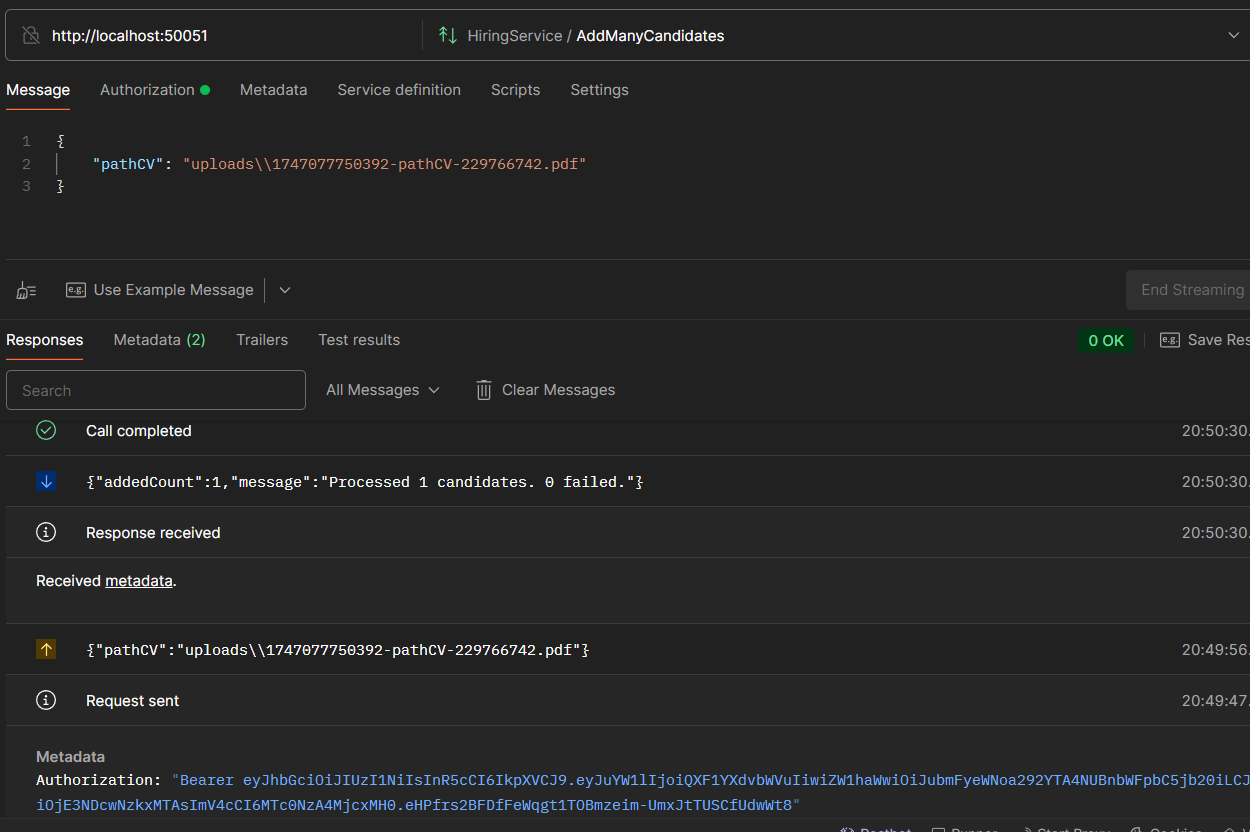 http://localhost:50051 HiringService / AddManyCandidates
Message Authorization Metadata Service definition Scripts Settings
1 {
2 "pathCV": "uploads\\1747077750392-pathCV-229766742.pdf"
3 }
e.g. Use Example Message End Streaming
Responses Metadata (2) Trailers Test results 0 OK e.g. Save Res
Search All Messages Clear Messages
Call completed 20:50:30.
{"addedCount":1,"message":"Processed 1 candidates. 0 failed."} 20:50:30.
Response received 20:50:30.
Received metadata.
{"pathCV":"uploads\\1747077750392-pathCV-229766742.pdf"} 20:49:56.
Request sent 20:49:47.
Metadata
Authorization: "Bearer eyJhbGciOiJIUzI1NiIsInR5cCI6IkpXVCJ9.eyJuYW1lIjoiQXF1YXdvbWVuIiwiZW1haWwiOiJubmFyeWNoa292YTA4NUBnbWFpbC5jb20iLCJ
iOjE3NDcwNzkxMTAsImV4cCI6MTc0NzA4MjcxMH0.eHPfrs2BFDfFeWqgt1TOBmzeim-UmxJtTUSCfUdwWt8"